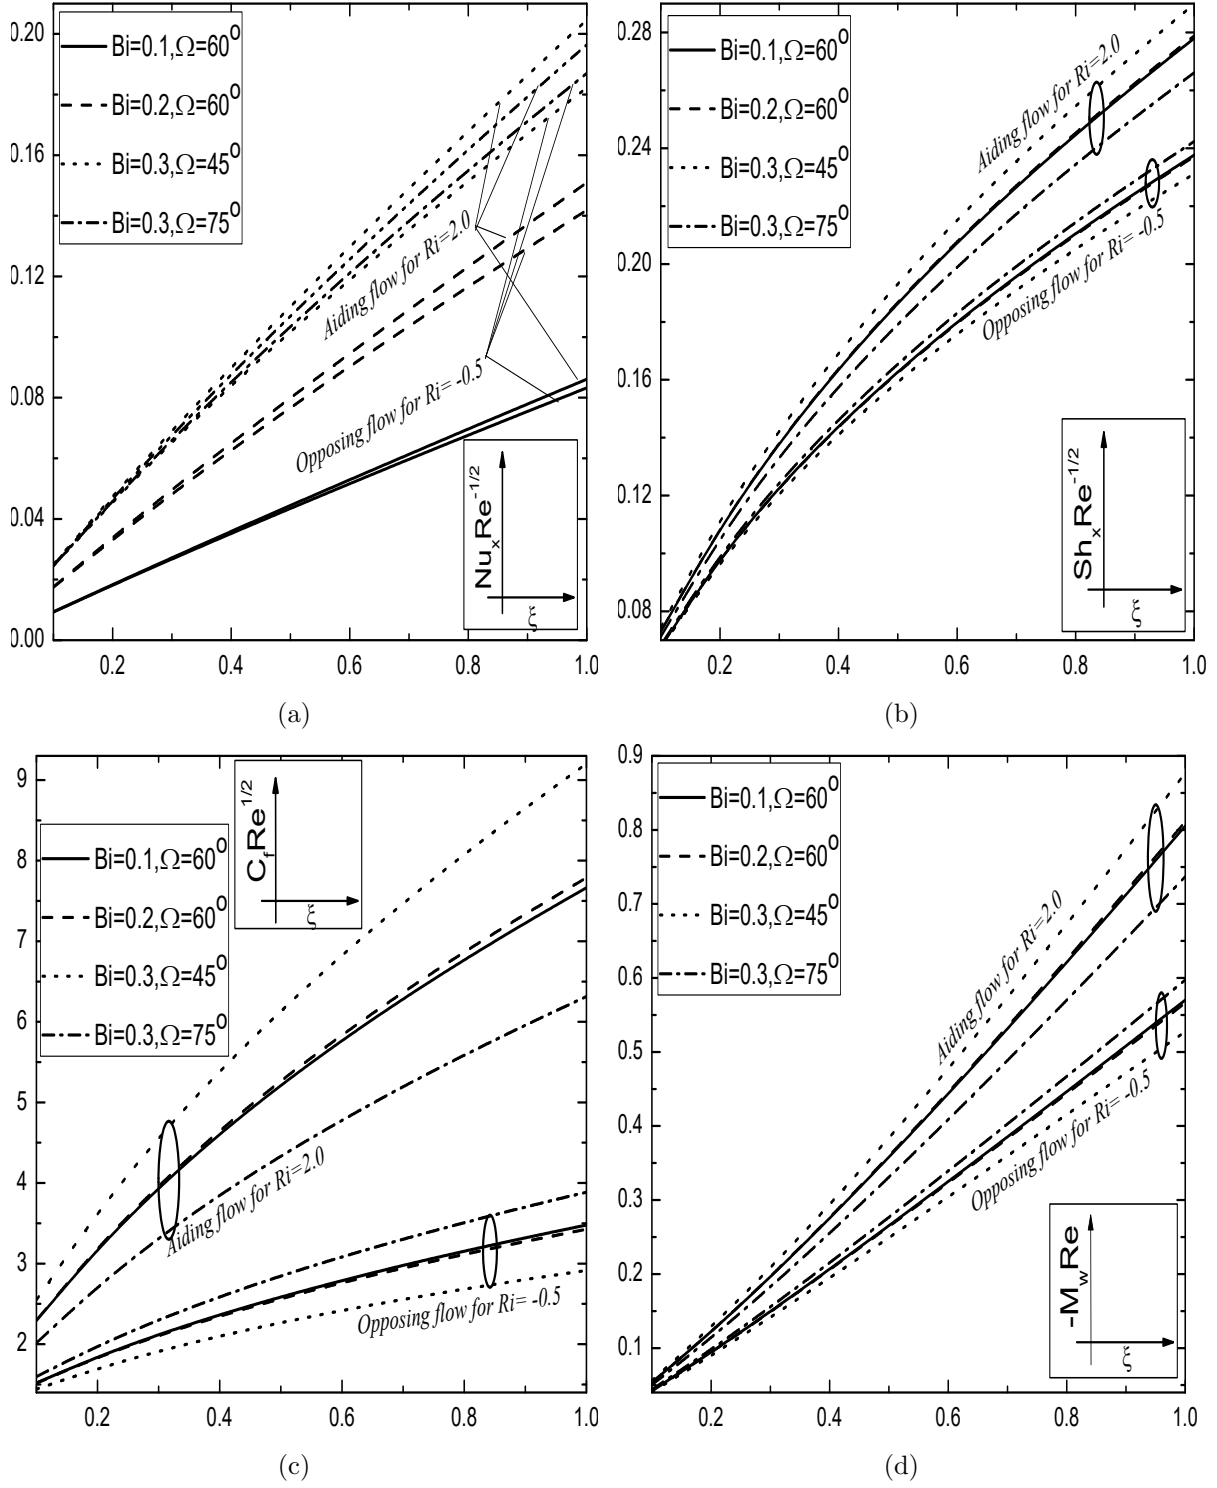 0.20
0.16
0.12
0.08
0.04
0.00
Bi=0.1,Ω=60°
Bi=0.2,Ω=60°
Bi=0.3,Ω=45°
Bi=0.3,Ω=75°
Aiding flow for Ri=2.0
Opposing flow for Ri= -0.5
NuₓRe⁻¹/²
ξ
0.2 0.4 0.6 0.8 1.0
(a)
0.28
0.24
0.20
0.16
0.12
0.08
Bi=0.1,Ω=60°
Bi=0.2,Ω=60°
Bi=0.3,Ω=45°
Bi=0.3,Ω=75°
Aiding flow for Ri=2.0
Opposing flow for Ri= -0.5
ShₓRe⁻¹/²
ξ
0.2 0.4 0.6 0.8 1.0
(b)
9
8
7
6
5
4
3
2
C_fRe¹/²
ξ
Bi=0.1,Ω=60°
Bi=0.2,Ω=60°
Bi=0.3,Ω=45°
Bi=0.3,Ω=75°
Aiding flow for Ri=2.0
Opposing flow for Ri= -0.5
0.2 0.4 0.6 0.8 1.0
(c)
0.9
0.8
0.7
0.6
0.5
0.4
0.3
0.2
0.1
Bi=0.1,Ω=60°
Bi=0.2,Ω=60°
Bi=0.3,Ω=45°
Bi=0.3,Ω=75°
Aiding flow for Ri=2.0
Opposing flow for Ri= -0.5
-M_wRe
ξ
0.2 0.4 0.6 0.8 1.0
(d)